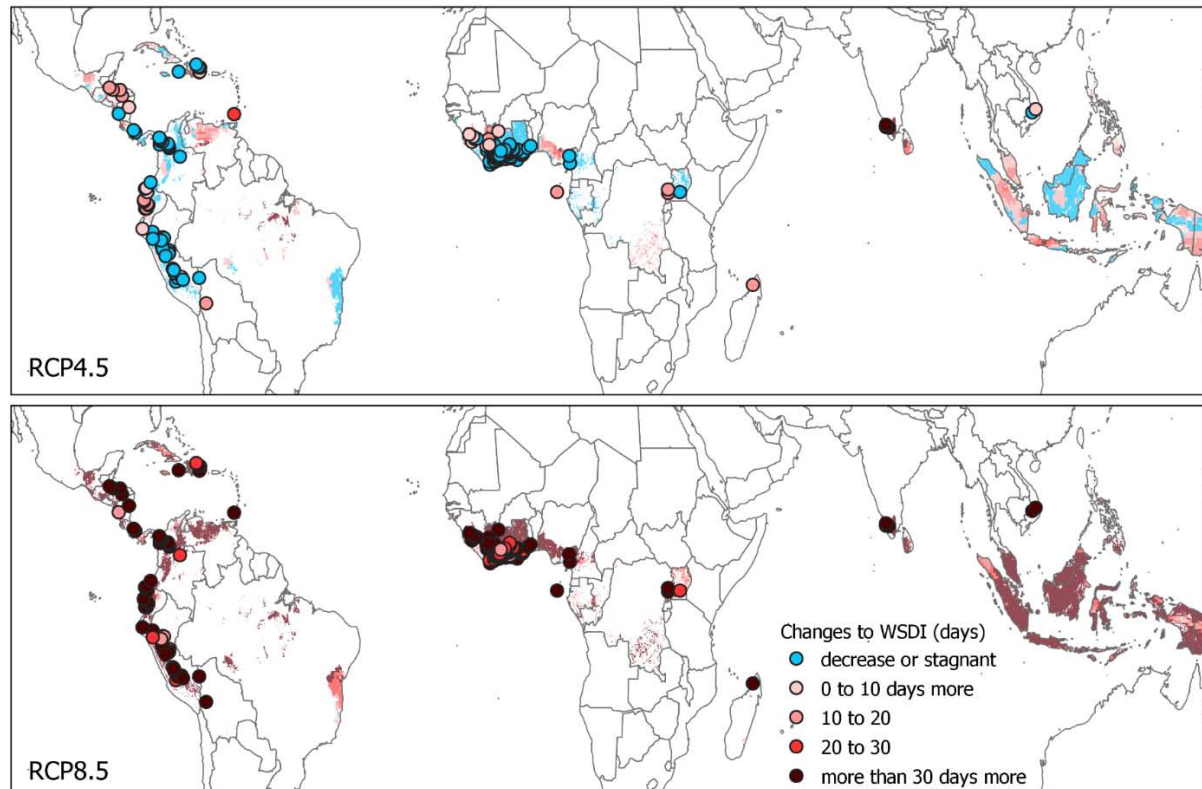 RCP4.5
Changes to WSDI (days)
decrease or stagnant
0 to 10 days more
10 to 20
20 to 30
more than 30 days more
RCP8.5